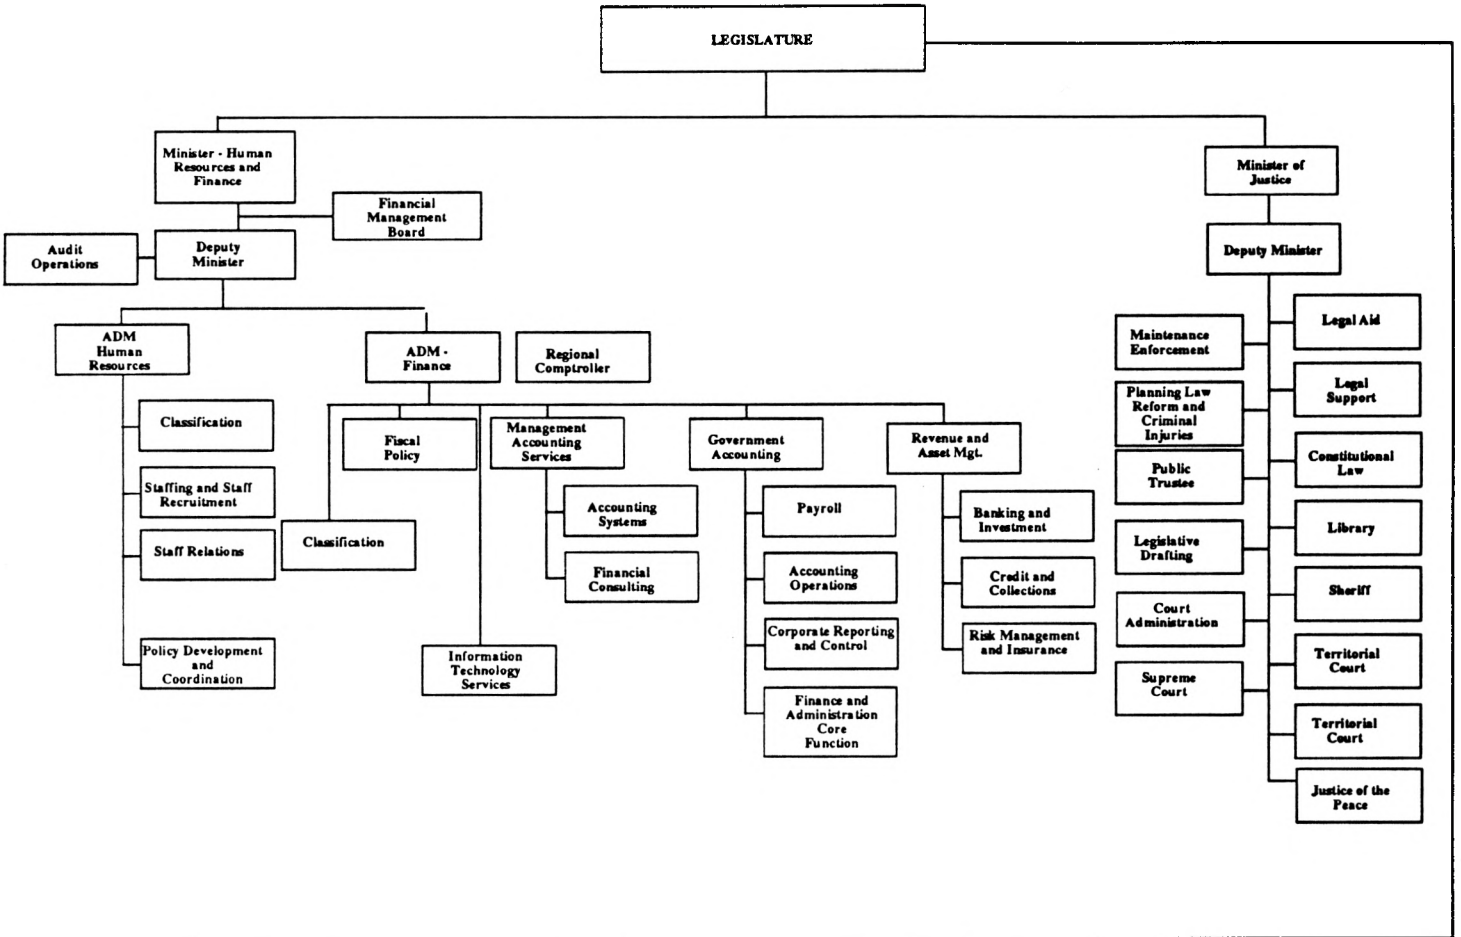 LEGISLATURE
Minister - Human
Resources and
Finance
Minister of
Justice
Financial
Management
Board
Audit
Operations
Deputy
Minister
Deputy Minister
ADM
Human
Resources
ADM -
Finance
Regional
Comptroller
Classification
Staffing and Staff
Recruitment
Staff Relations
Policy Development
and
Coordination
Classification
Fiscal
Policy
Information
Technology
Services
Management
Accounting
Services
Accounting
Systems
Financial
Consulting
Government
Accounting
Payroll
Accounting
Operations
Corporate Reporting
and Control
Finance and
Administration
Core
Function
Revenue and
Asset Mgt.
Banking and
Investment
Credit and
Collections
Risk Management
and Insurance
Maintenance
Enforcement
Planning Law
Reform and
Criminal
Injuries
Public
Trustee
Legislative
Drafting
Court
Administration
Supreme
Court
Legal Aid
Legal
Support
Constitutional
Law
Library
Sheriff
Territorial
Court
Territorial
Court
Justice of the
Peace